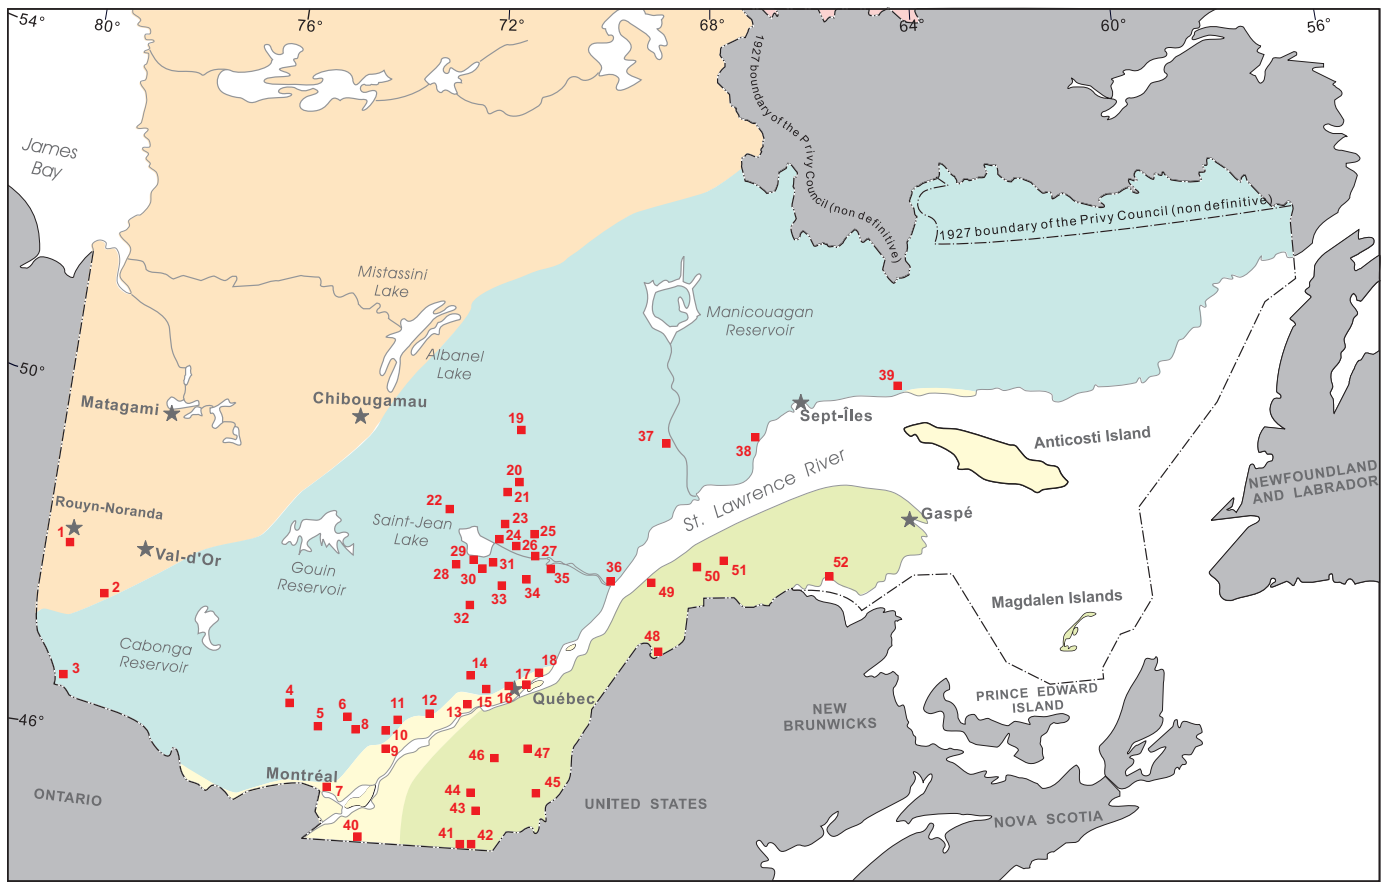 54°
80°
76°
72°
68°
64°
60°
56°
1927 boundary of the Privy Council (non definitive)
James
Bay
1927 boundary of the Privy Council (non definitive)
Mistassini
Lake
Manicouagan
Reservoir
Albanel
Lake
50°
39
Chibougamau
Matagami
Sept-Îles
19
37
38
Anticosti Island
20
21
22
St. Lawrence River
NEWFOUNDLAND
AND LABRADOR
Rouyn-Noranda
1
Saint-Jean
Lake
23
24
25
26
27
Gaspé
Val-d'Or
Gouin
Reservoir
28
29
30
31
35
36
2
33
34
32
49
50
51
52
Magdalen Islands
Cabonga
Reservoir
48
3
14
18
17
4
5
6
8
11
12
13
15
16
Québec
10
9
PRINCE EDWARD
ISLAND
NEW
BRUNWICKS
46°
46
47
Montréal
7
44
43
45
ONTARIO
UNITED STATES
NOVA SCOTIA
40
41
42